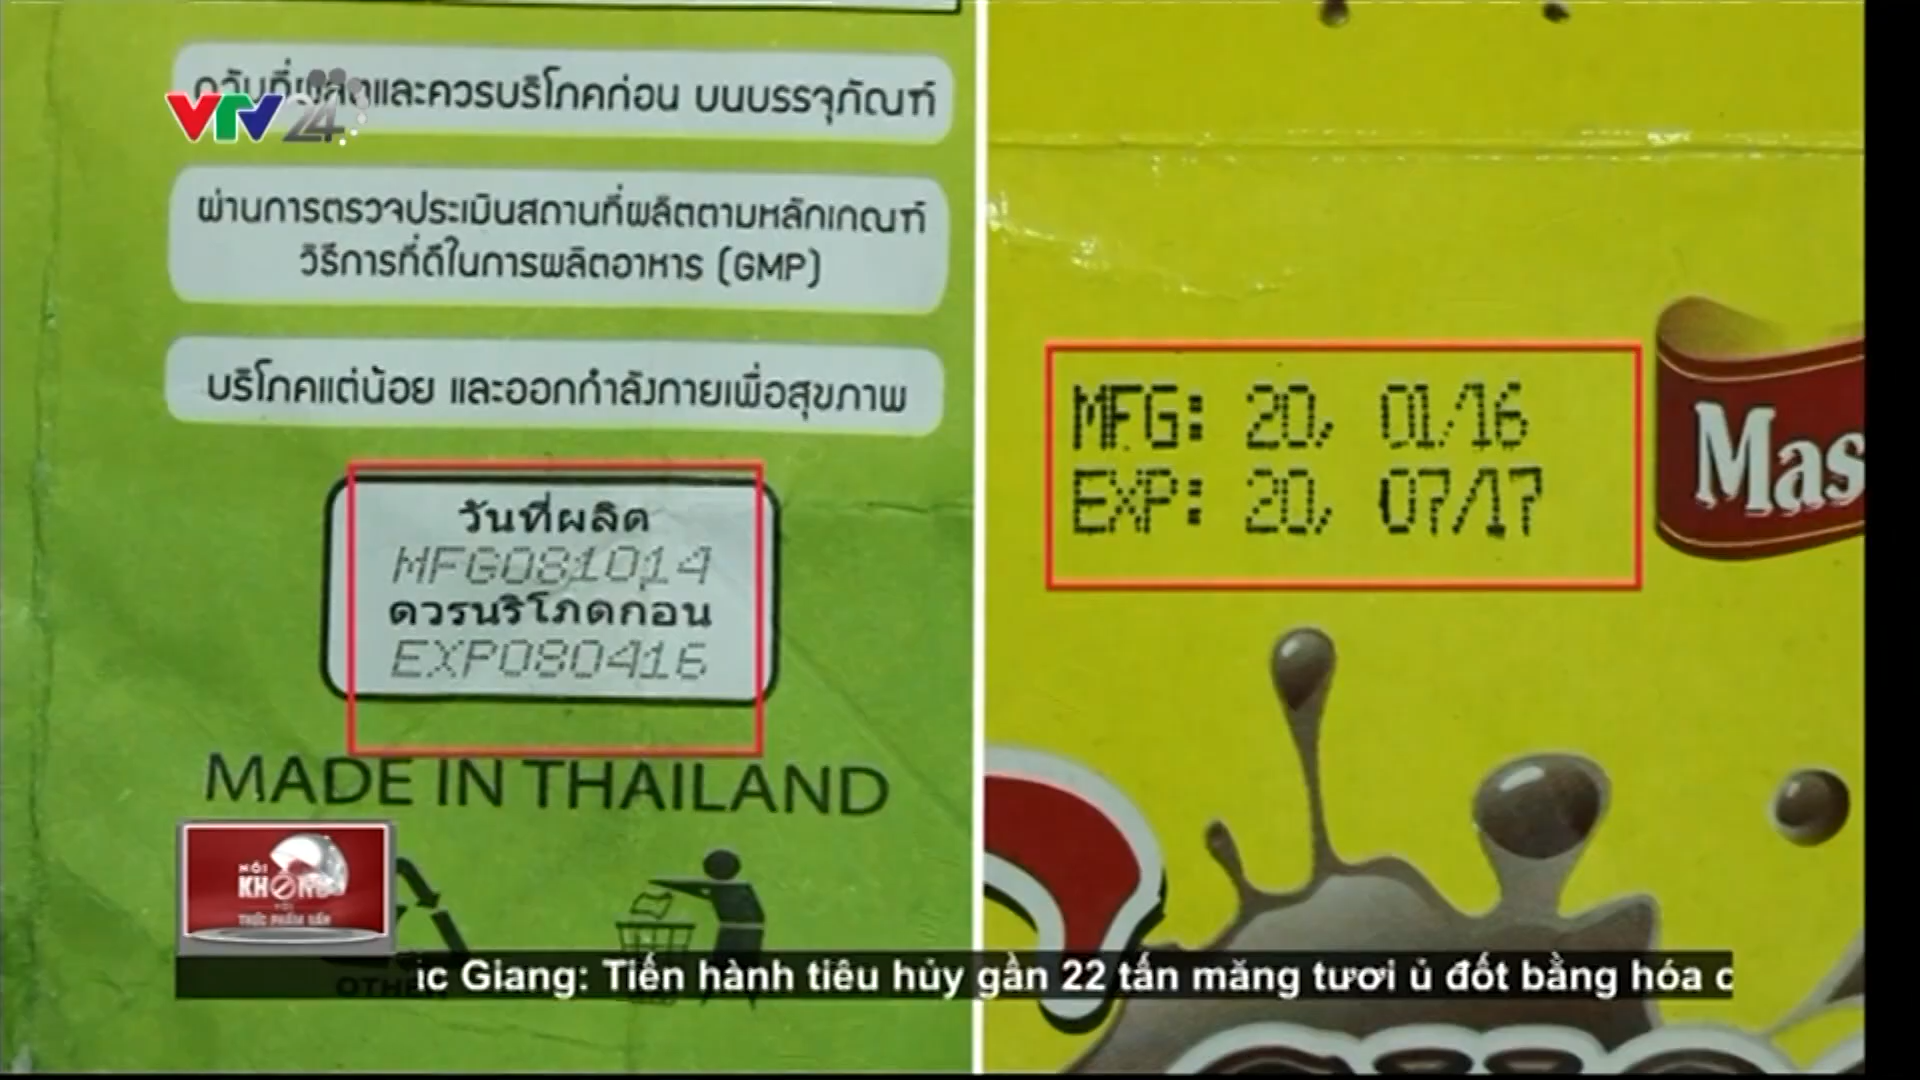 และควรบริโภคก่อน บนบรรจุภัณฑ์
VTV24
ผ่านการตรวจประเมินสถานที่ผลิตตามหลักเกณฑ์
วิธีการที่ดีในการผลิตอาหาร (GMP)
บริโภคแต่น้อย และออกกำลังกายเพื่อสุขภาพ
วันที่ผลิต
MFG081014
ควรบริโภคก่อน
EXP080416
MADE IN THAILAND
MFG: 20, 01/16
EXP: 20, 07/17
Mas
NÓI
KHÔNG
VỚI
THỰC PHẨM BẨN
OTHER
ắc Giang: Tiến hành tiêu hủy gần 22 tấn măng tươi ủ đốt bằng hóa c